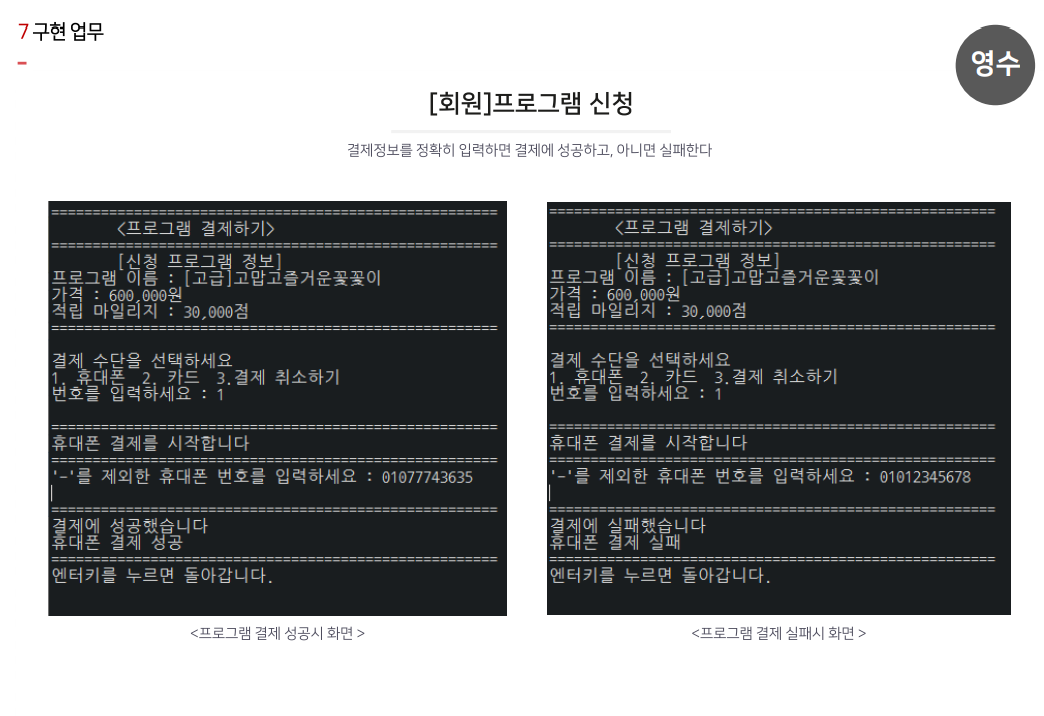 7 구현 업무
영수
[회원]프로그램 신청
결제정보를 정확히 입력하면 결제에 성공하고, 아니면 실패한다
======================================================
<프로그램 결제하기>
======================================================
[신청 프로그램 정보]
프로그램 이름 : [고급]고맙고즐거운꽃꽃이
가격 : 600,000원
적립 마일리지 : 30,000점
======================================================
결제 수단을 선택하세요
1. 휴대폰 2. 카드 3.결제 취소하기
번호를 입력하세요 : 1
======================================================
휴대폰 결제를 시작합니다
======================================================
'-'를 제외한 휴대폰 번호를 입력하세요 : 01077743635
======================================================
결제에 성공했습니다
휴대폰 결제 성공
======================================================
엔터키를 누르면 돌아갑니다.
<프로그램 결제 성공시 화면 >
======================================================
<프로그램 결제하기>
======================================================
[신청 프로그램 정보]
프로그램 이름 : [고급]고맙고즐거운꽃꽃이
가격 : 600,000원
적립 마일리지 : 30,000점
======================================================
결제 수단을 선택하세요
1. 휴대폰 2. 카드 3.결제 취소하기
번호를 입력하세요 : 1
======================================================
휴대폰 결제를 시작합니다
======================================================
'-'를 제외한 휴대폰 번호를 입력하세요 : 01012345678
======================================================
결제에 실패했습니다
휴대폰 결제 실패
======================================================
엔터키를 누르면 돌아갑니다.
<프로그램 결제 실패시 화면 >